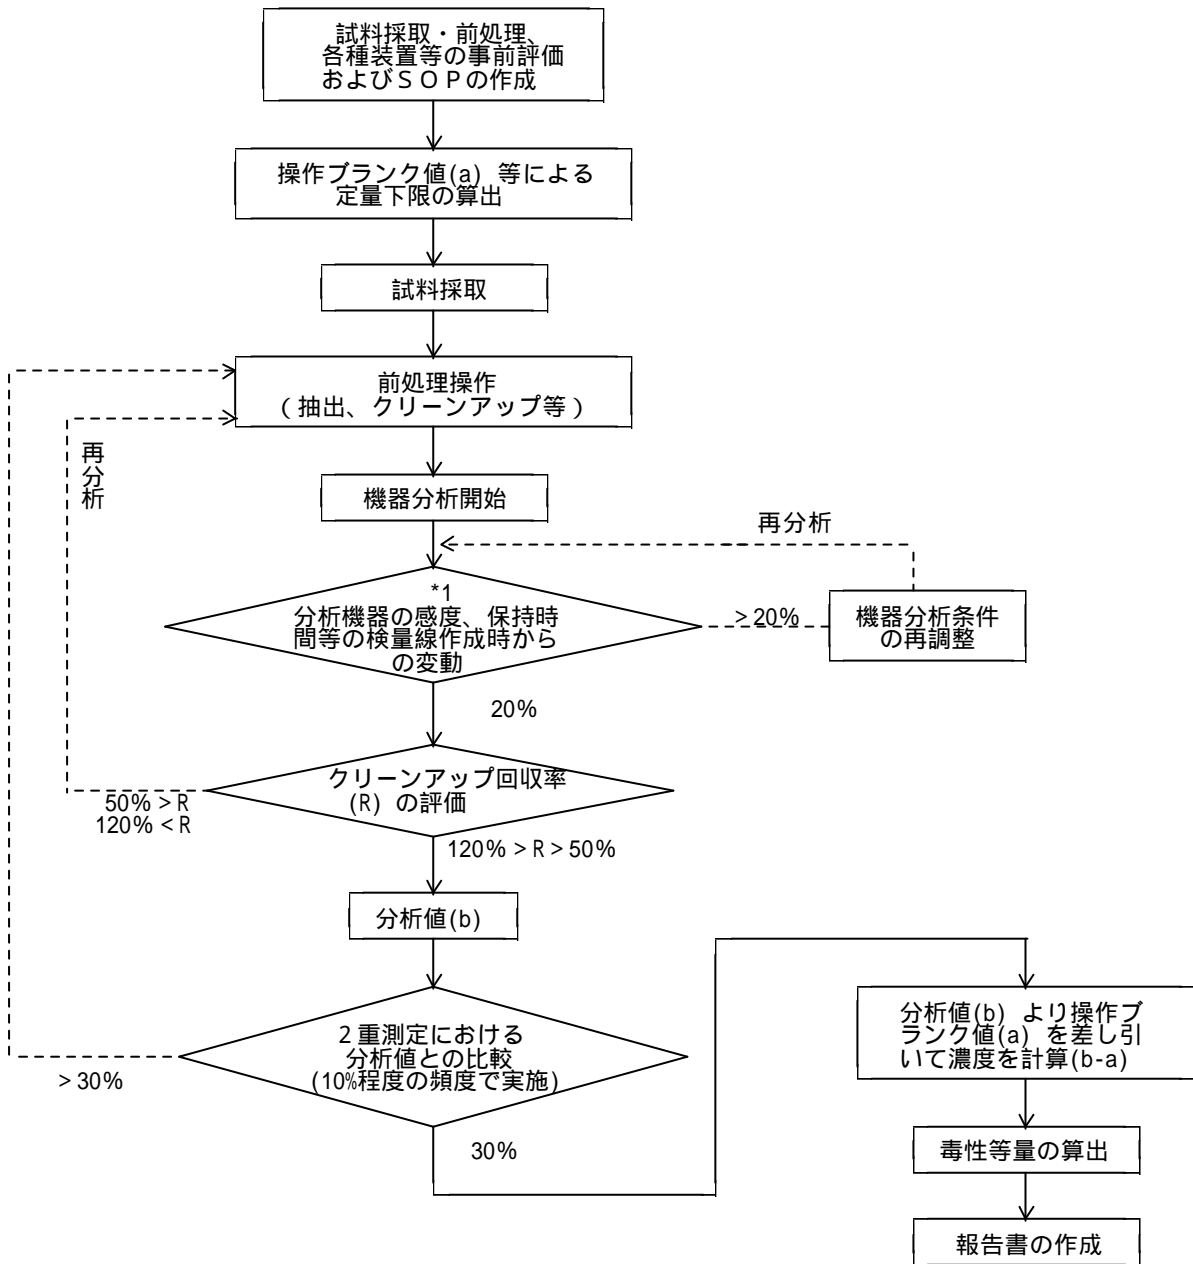 試料採取・前処理、
各種装置等の事前評価
およびSOPの作成
操作ブランク値(a) 等による
定量下限の算出
試料採取
前処理操作
(抽出、クリーンアップ等)
再分析
機器分析開始
再分析
*1
分析機器の感度、保持時
間等の検量線作成時から
の変動
>20%
機器分析条件
の再調整
20%
クリーンアップ回収率
(R) の評価
50%>R
120%<R
120%>R>50%
分析値(b)
2重測定における
分析値との比較
(10%程度の頻度で実施)
>30%
30%
分析値(b) より操作ブ
ランク値(a) を差し引
いて濃度を計算(b-a)
毒性等量の算出
報告書の作成